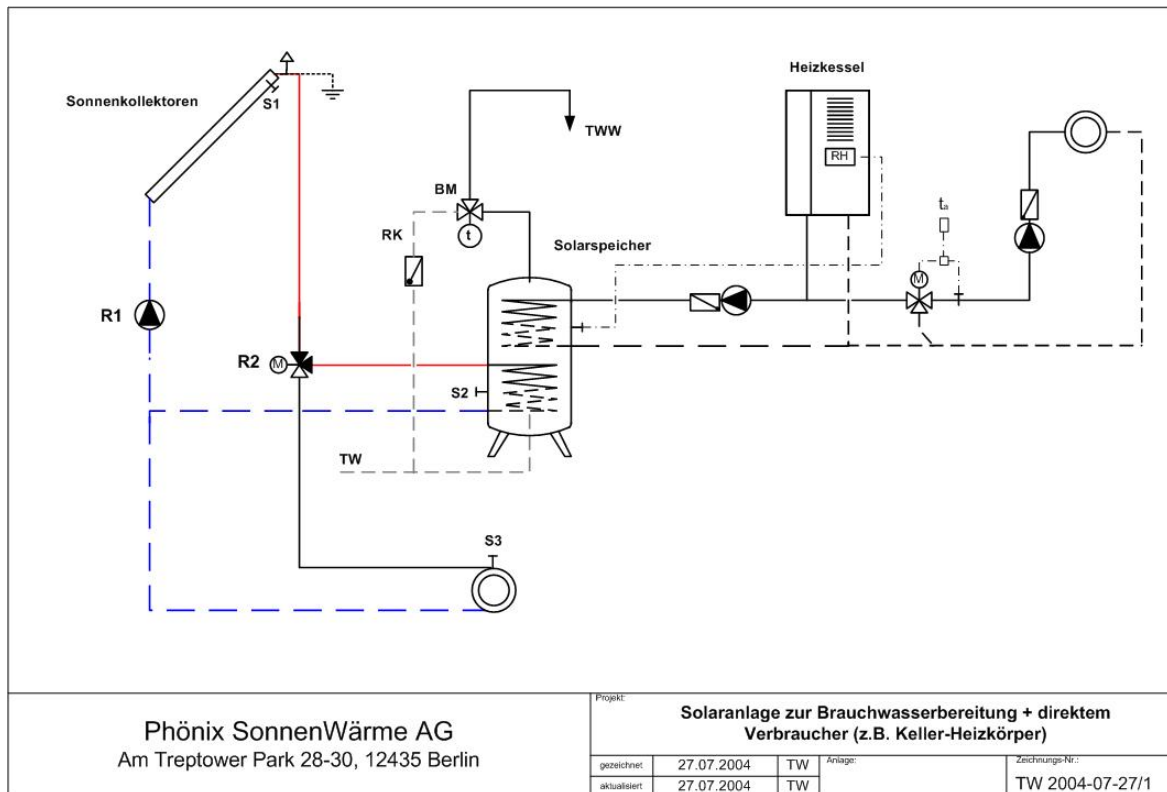 Heizkessel
Sonnenkollektoren
S1
TWW
RH
BM
t
RK
Solarspeicher
tₐ
M
R1
R2
M
S2
TW
S3
Phönix SonnenWärme AG
Am Treptower Park 28-30, 12435 Berlin
Projekt:
Solaranlage zur Brauchwasserbereitung + direktem
Verbraucher (z.B. Keller-Heizkörper)
gezeichnet 27.07.2004 TW
aktualisiert 27.07.2004 TW
Anlage:
Zeichnungs-Nr.:
TW 2004-07-27/1